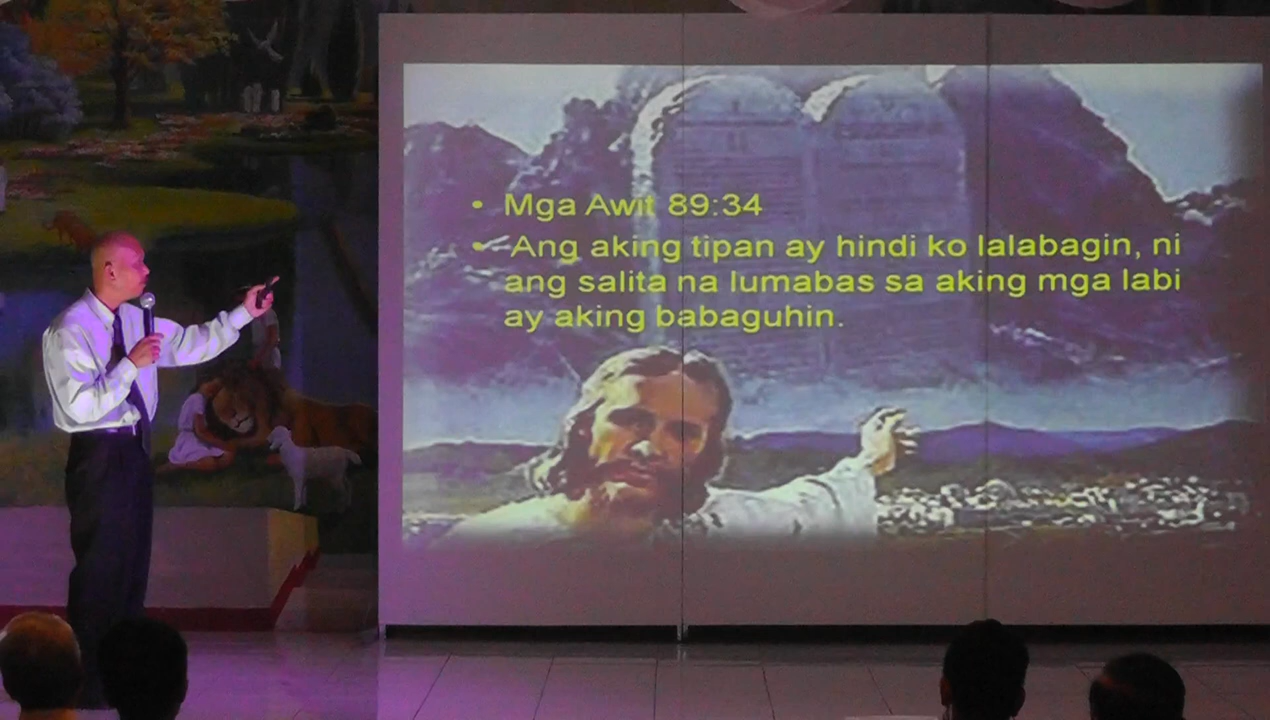 • Mga Awit 89:34
• Ang aking tipan ay hindi ko lalabagin, ni
ang salita na lumabas sa aking mga labi
ay aking babaguhin.